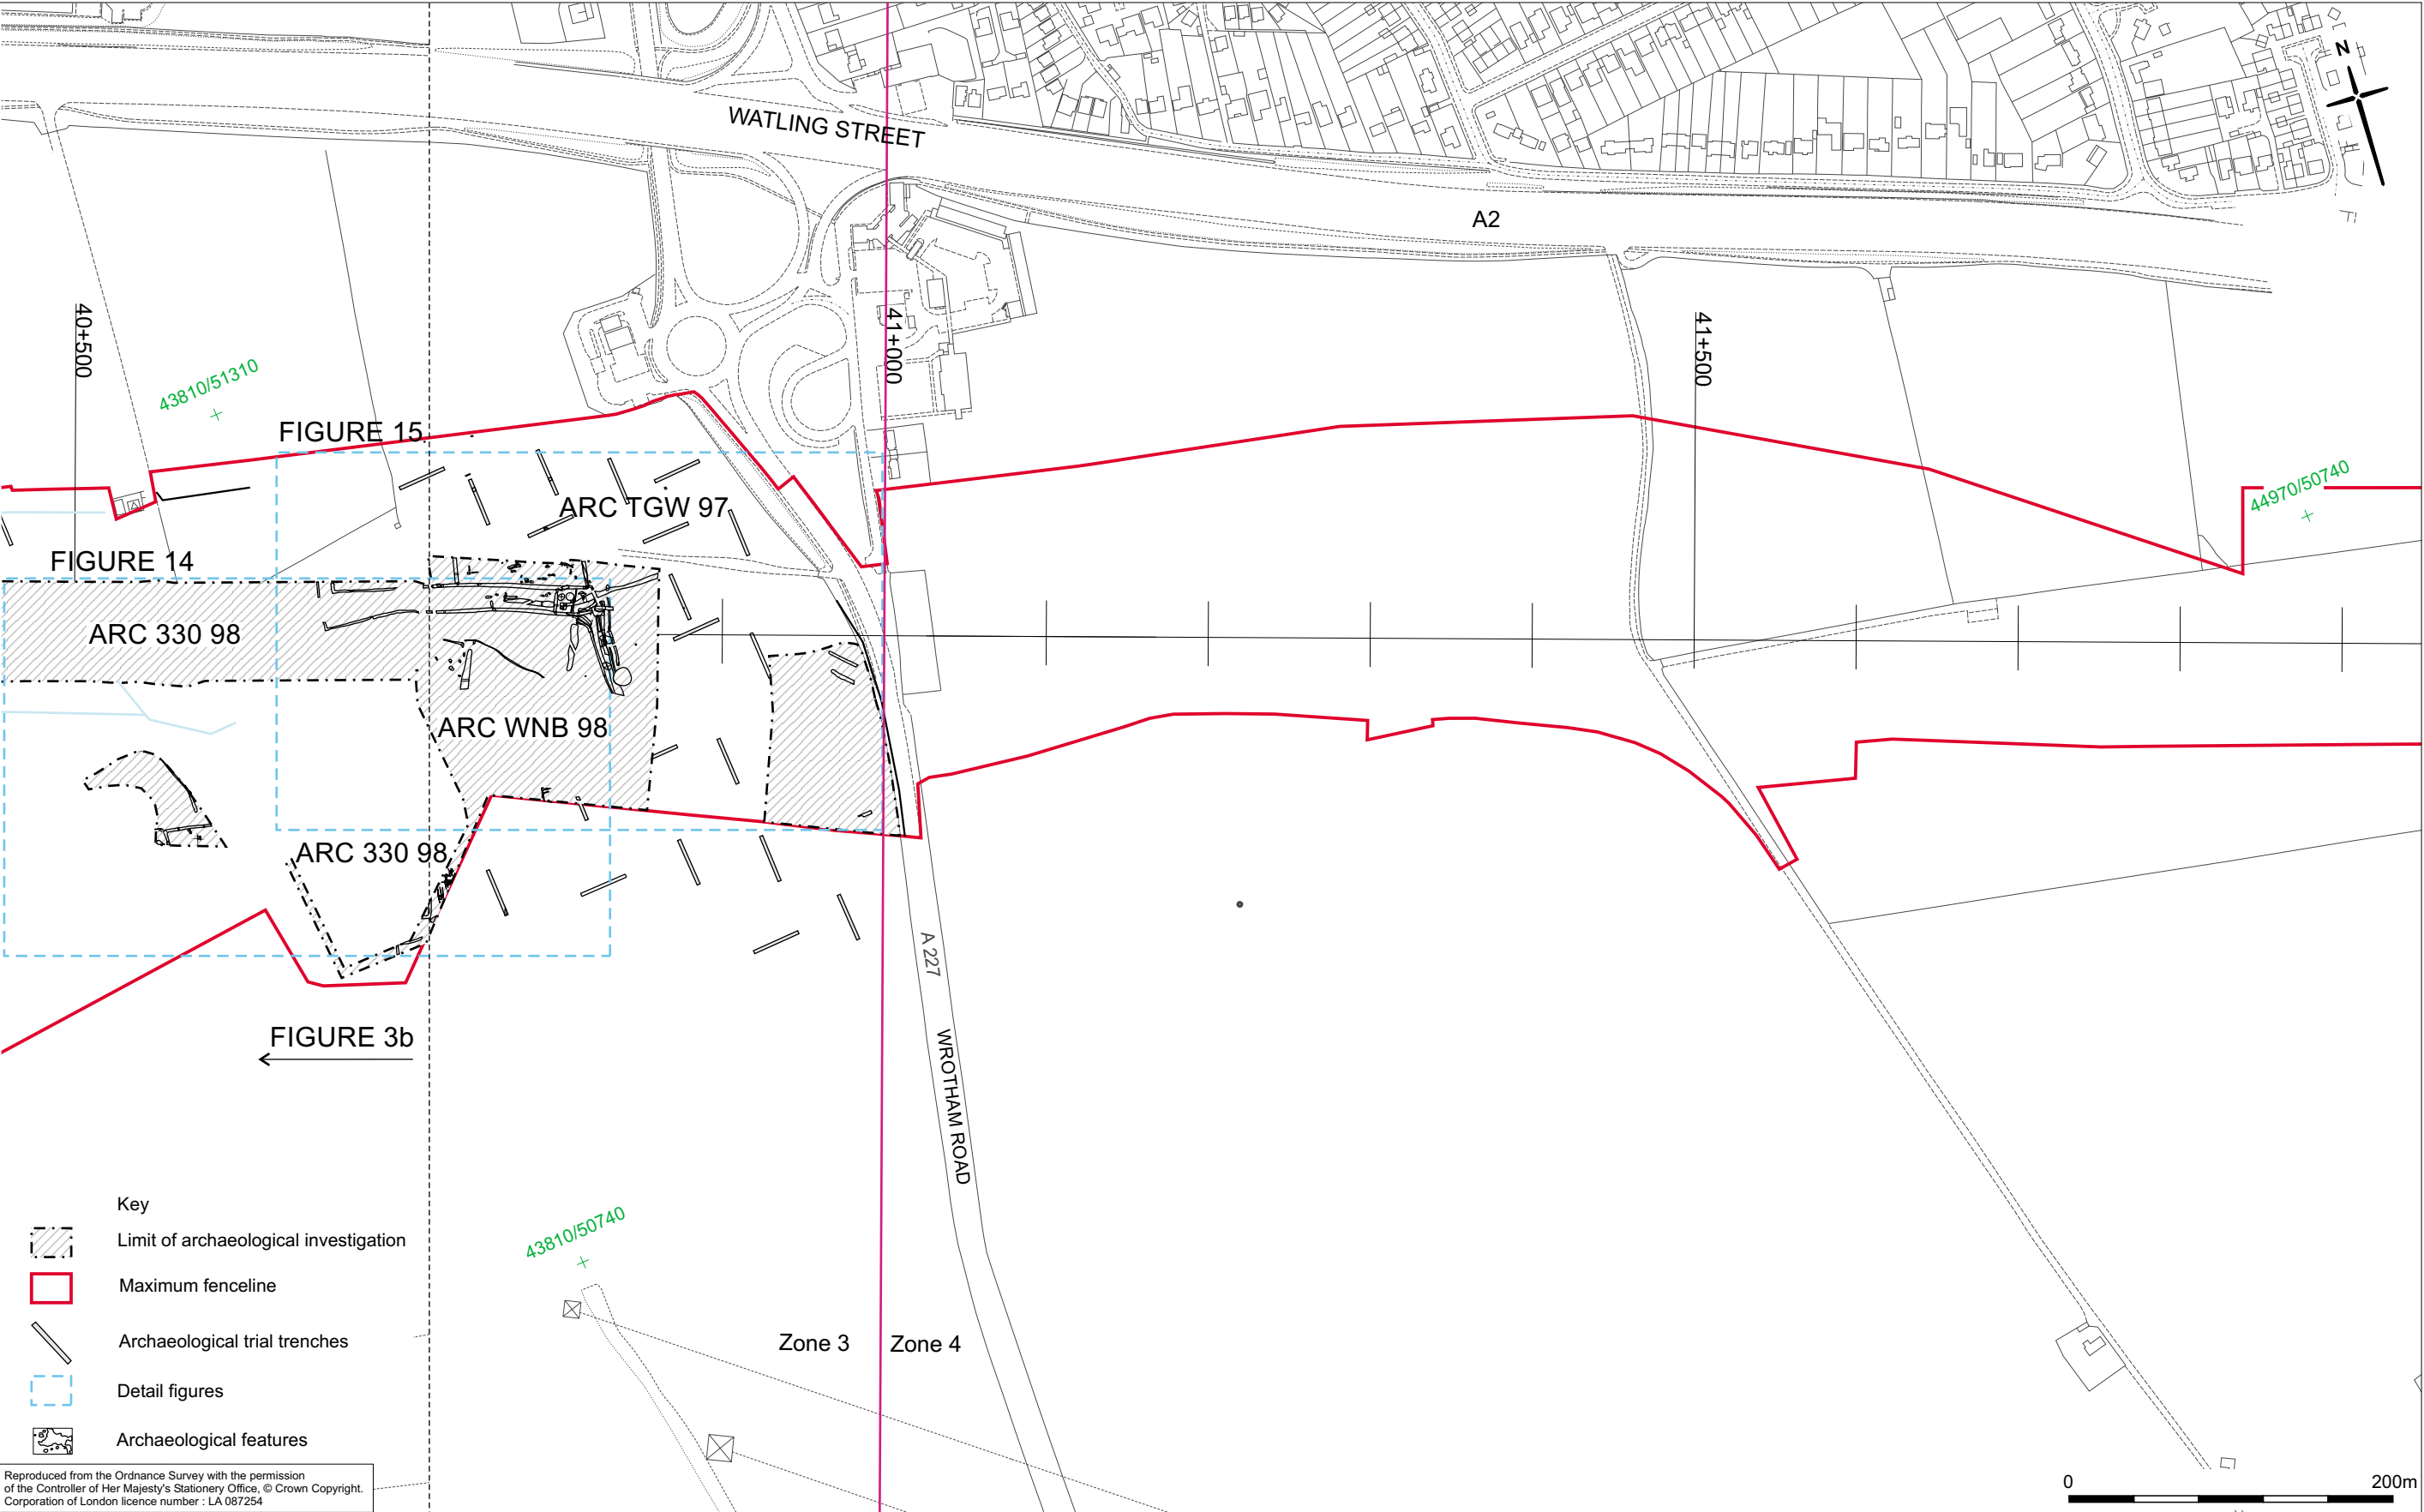 WATLING STREET
N
A2
40+500
41+000
41+500
43810/51310
FIGURE 15
44970/50740
ARC TGW 97
FIGURE 14
ARC 330 98
ARC WNB 98
ARC 330 98
A 227
FIGURE 3b
WROTHAM ROAD
43810/50740
Zone 3
Zone 4
Key
Limit of archaeological investigation
Maximum fenceline
Archaeological trial trenches
Detail figures
Archaeological features
Reproduced from the Ordnance Survey with the permission
of the Controller of Her Majesty's Stationery Office, © Crown Copyright.
Corporation of London licence number : LA 087254
0
200m